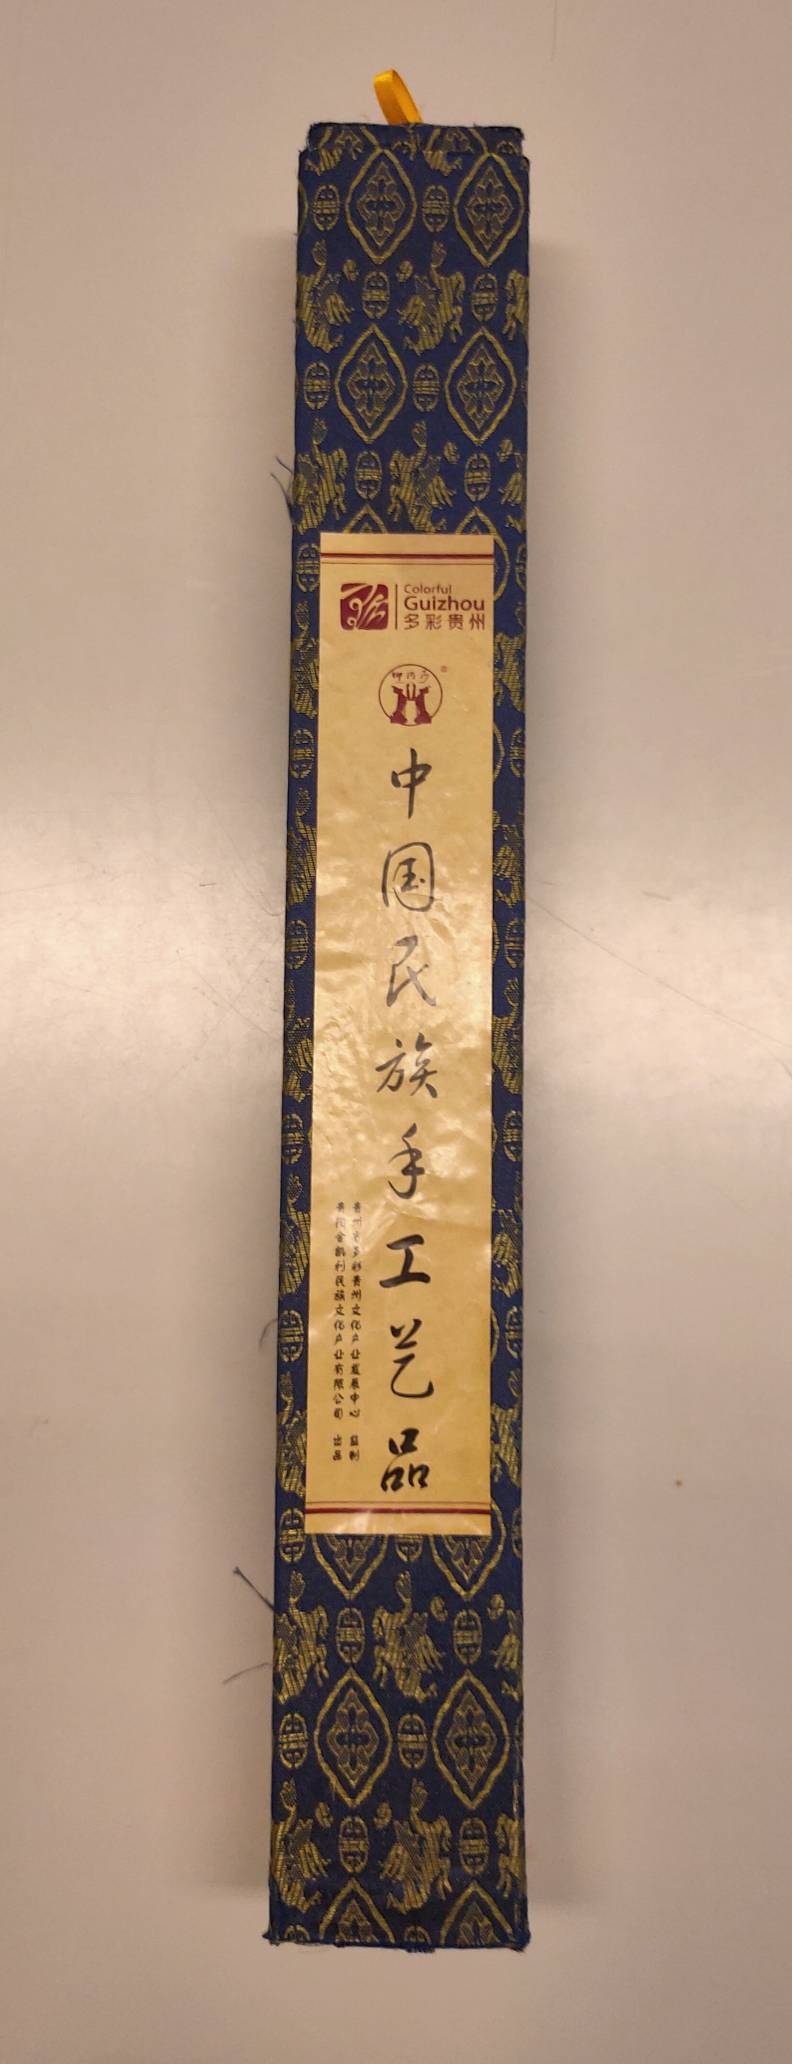 Colorful
Guizhou
多彩贵州
中国民族手工艺品
贵州省多彩贵州文化产业发展中心 监制
贵阳金凯利民族文化产业有限公司 出品